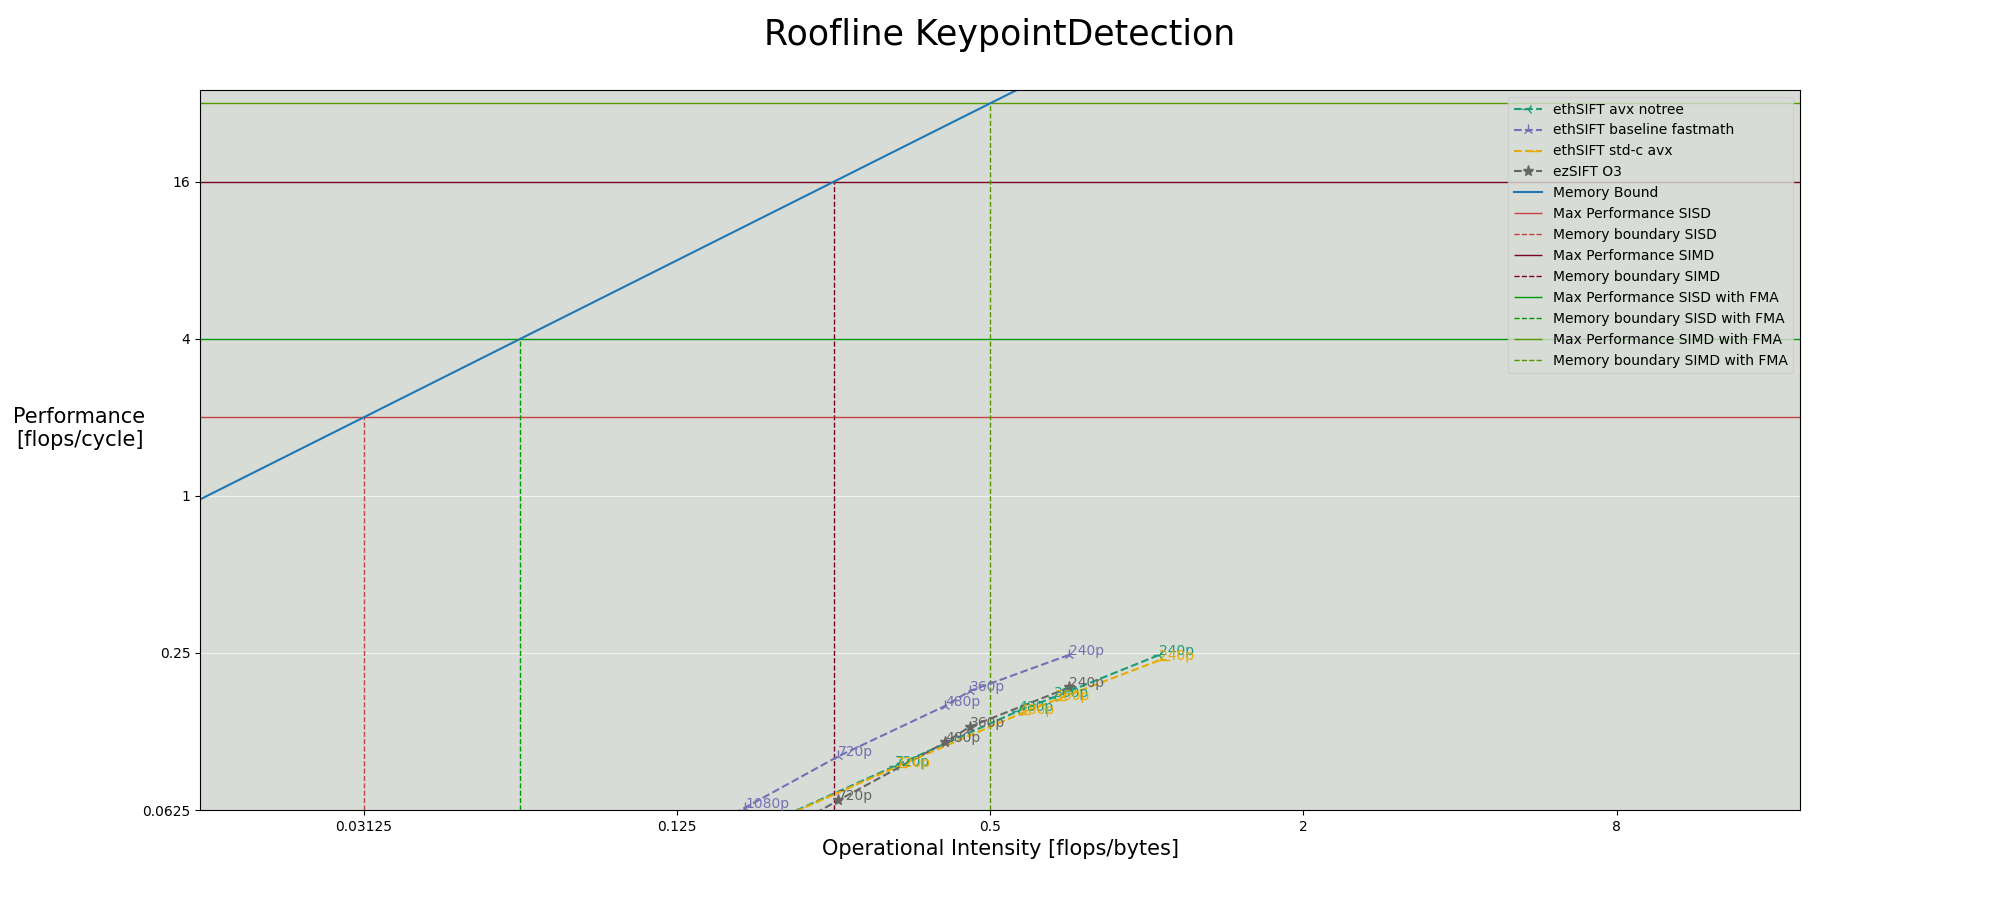 Roofline KeypointDetection
ethSIFT avx notree
ethSIFT baseline fastmath
ethSIFT std-c avx
ezSIFT O3
Memory Bound
Max Performance SISD
Memory boundary SISD
Max Performance SIMD
Memory boundary SIMD
Max Performance SISD with FMA
Memory boundary SISD with FMA
Max Performance SIMD with FMA
Memory boundary SIMD with FMA
16
4
1
0.25
0.0625
Performance
[flops/cycle]
240p
360p
480p
720p
1080p
240p
240p
240p
360p
480p
720p
360p
480p
720p
0.03125
0.125
0.5
2
8
Operational Intensity [flops/bytes]